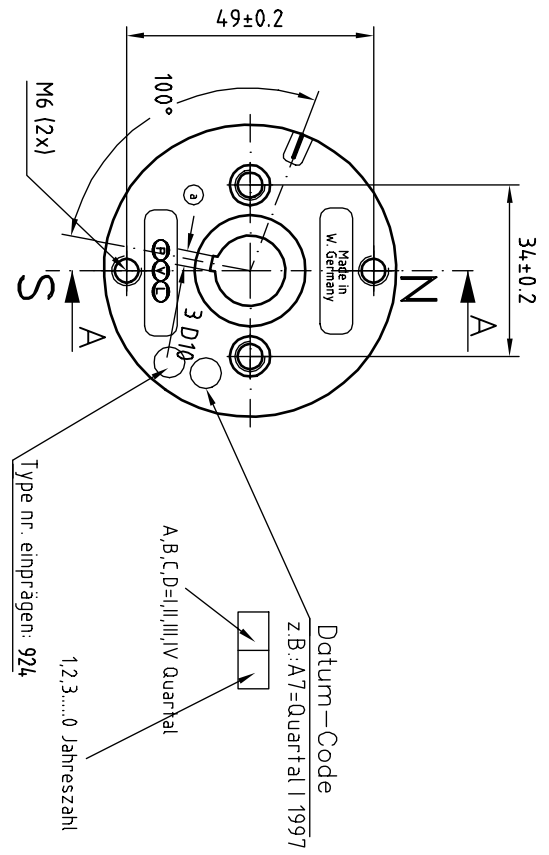 49±0.2
100°
M6 (2x)
a
34±0.2
Made in
W. Germany
P V L
N
S
A
A
3 D10
Type nr. einprägen: 924
A,B,C,D=I,II,III,IV Quartal
1,2,3.....0 Jahreszahl
Datum-Code
z.B.:A7=Quartal I 1997